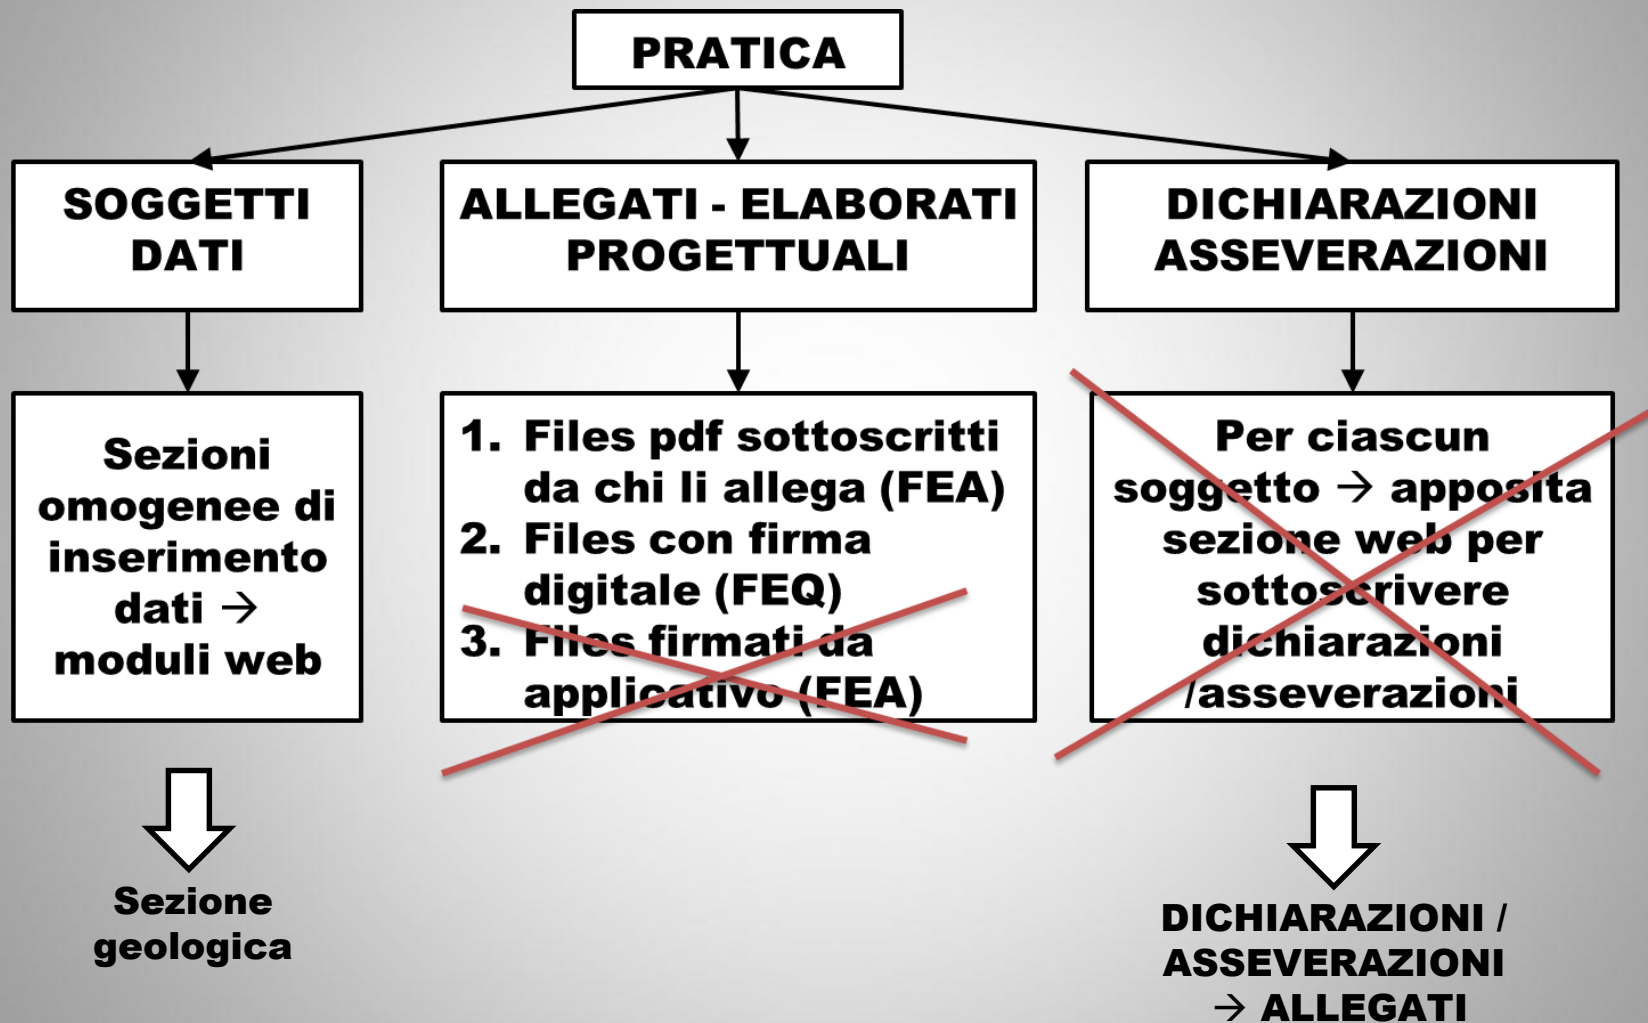 PRATICA
SOGGETTI
DATI
ALLEGATI - ELABORATI
PROGETTUALI
DICHIARAZIONI
ASSEVERAZIONI
Sezioni
omogenee di
inserimento
dati →
moduli web
1. Files pdf sottoscritti
da chi li allega (FEA)
2. Files con firma
digitale (FEQ)
3. Files firmati da
applicativo (FEA)
Per ciascun
soggetto → apposita
sezione web per
sottoscrivere
dichiarazioni
/asseverazioni
Sezione
geologica
DICHIARAZIONI /
ASSEVERAZIONI
→ ALLEGATI